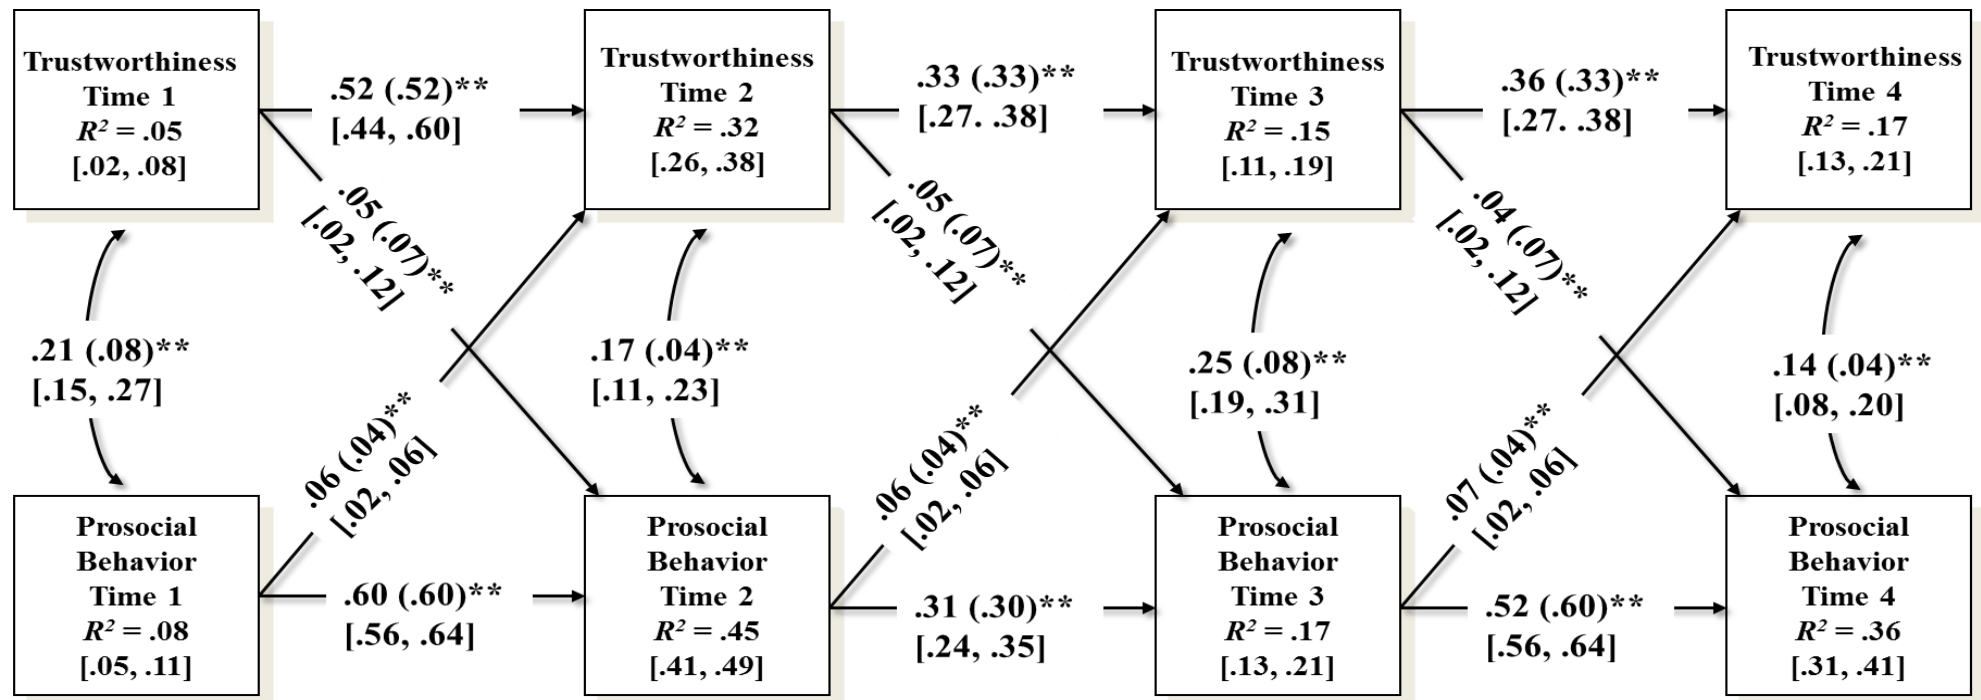 Trustworthiness
Time 1
R² = .05
[.02, .08]
.52 (.52)**
[.44, .60]
Trustworthiness
Time 2
R² = .32
[.26, .38]
.33 (.33)**
[.27. .38]
Trustworthiness
Time 3
R² = .15
[.11, .19]
.36 (.33)**
[.27. .38]
Trustworthiness
Time 4
R² = .17
[.13, .21]
.05 (.07)**
[.02, .12]
.05 (.07)**
[.02, .12]
.04 (.07)**
[.02, .12]
.21 (.08)**
[.15, .27]
.17 (.04)**
[.11, .23]
.25 (.08)**
[.19, .31]
.14 (.04)**
[.08, .20]
.06 (.04)**
[.02, .06]
.06 (.04)**
[.02, .06]
.07 (.04)**
[.02, .06]
Prosocial
Behavior
Time 1
R² = .08
[.05, .11]
.60 (.60)**
[.56, .64]
Prosocial
Behavior
Time 2
R² = .45
[.41, .49]
.31 (.30)**
[.24, .35]
Prosocial
Behavior
Time 3
R² = .17
[.13, .21]
.52 (.60)**
[.56, .64]
Prosocial
Behavior
Time 4
R² = .36
[.31, .41]